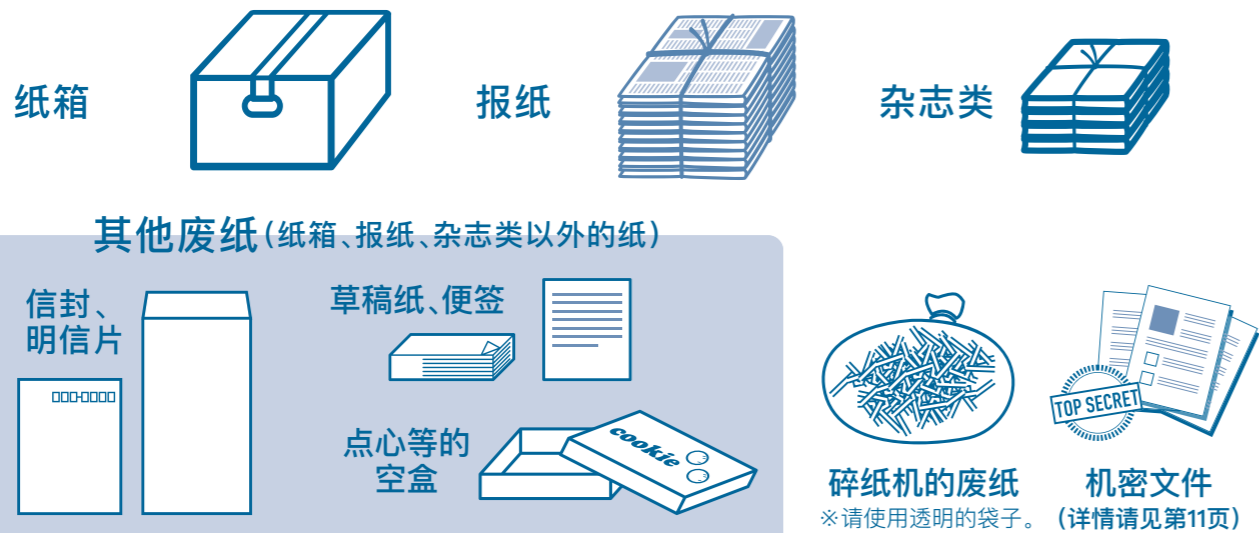 纸箱
报纸
杂志类
其他废纸(纸箱、报纸、杂志类以外的纸)
信封、
明信片
草稿纸、便签
点心等的
空盒
cookie
TOP SECRET
碎纸机的废纸
※请使用透明的袋子。
机密文件
(详情请见第11页)